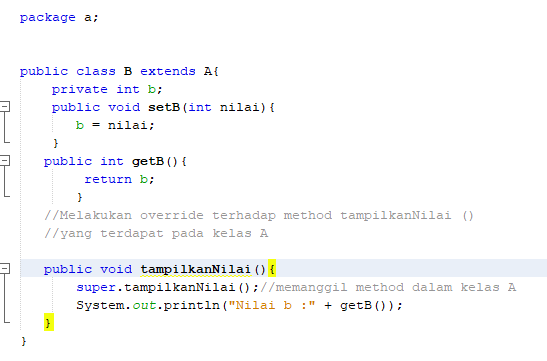 package a;
public class B extends A{
private int b;
public void setB(int nilai){
b = nilai;
}
public int getB(){
return b;
}
//Melakukan override terhadap method tampilkanNilai ()
//yang terdapat pada kelas A
public void tampilkanNilai(){
super.tampilkanNilai();//memanggil method dalam kelas A
System.out.println("Nilai b :" + getB());
}
}